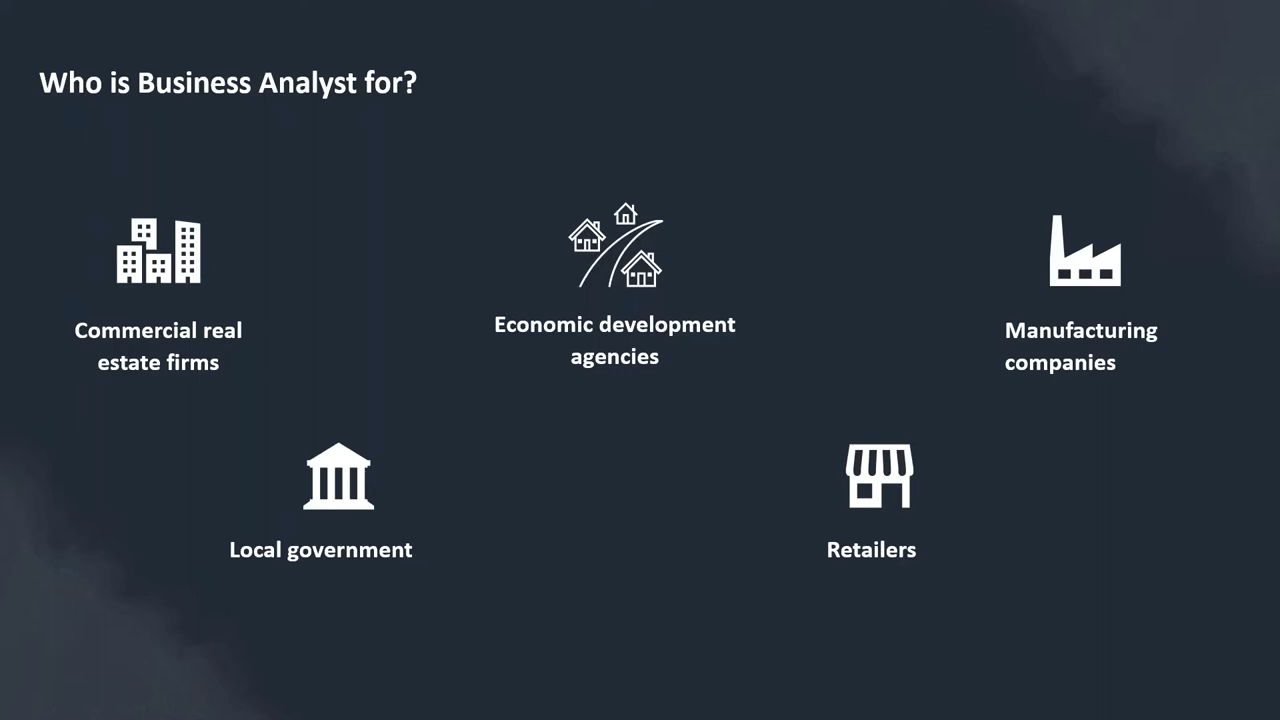 Who is Business Analyst for?
Commercial real
estate firms
Economic development
agencies
Manufacturing
companies
Local government
Retailers